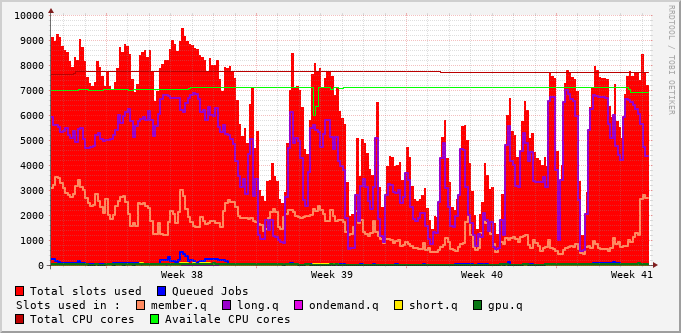 10000
9000
8000
7000
6000
5000
4000
3000
2000
1000
0
Week 38 Week 39 Week 40 Week 41
RRDTOOL / TOBI OETIKER
Total slots used Queued Jobs
Slots used in : member.q long.q ondemand.q short.q gpu.q
Total CPU cores Availale CPU cores